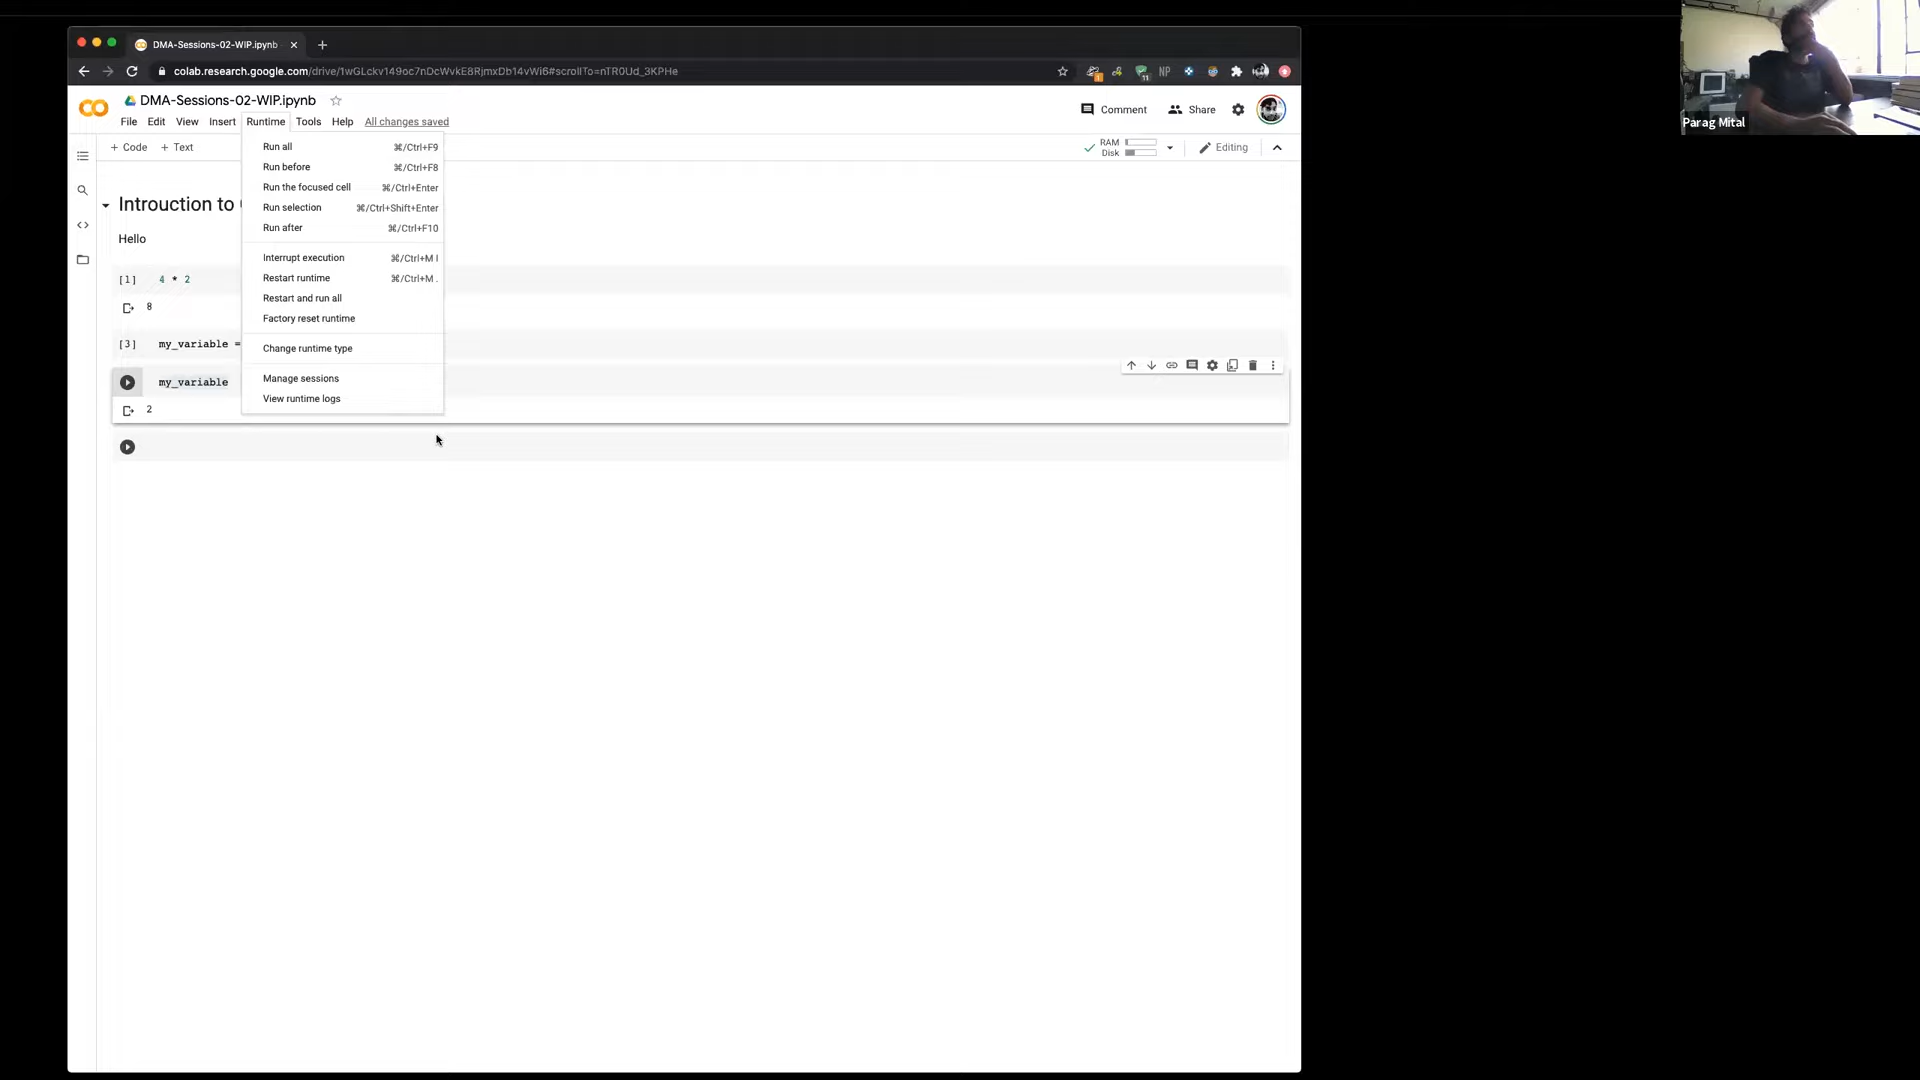 DMA-Sessions-02-WIP.ipynb
colab.research.google.com/drive/1wGLckv149oc7nDcWvkE8RjmxDb14vWi6#scrollTo=nTR0Ud_3KPHe
NP
DMA-Sessions-02-WIP.ipynb
Comment
Share
Parag Mital
File Edit View Insert Runtime Tools Help All changes saved
+ Code + Text
RAM
Disk
Editing
Run all ⌘/Ctrl+F9
Run before ⌘/Ctrl+F8
Run the focused cell ⌘/Ctrl+Enter
Run selection ⌘/Ctrl+Shift+Enter
Run after ⌘/Ctrl+F10
Interrupt execution ⌘/Ctrl+M I
Restart runtime ⌘/Ctrl+M .
Restart and run all
Factory reset runtime
Change runtime type
Manage sessions
View runtime logs
Introuction to
Hello
[1] 4 * 2
8
[3] my_variable =
my_variable
2